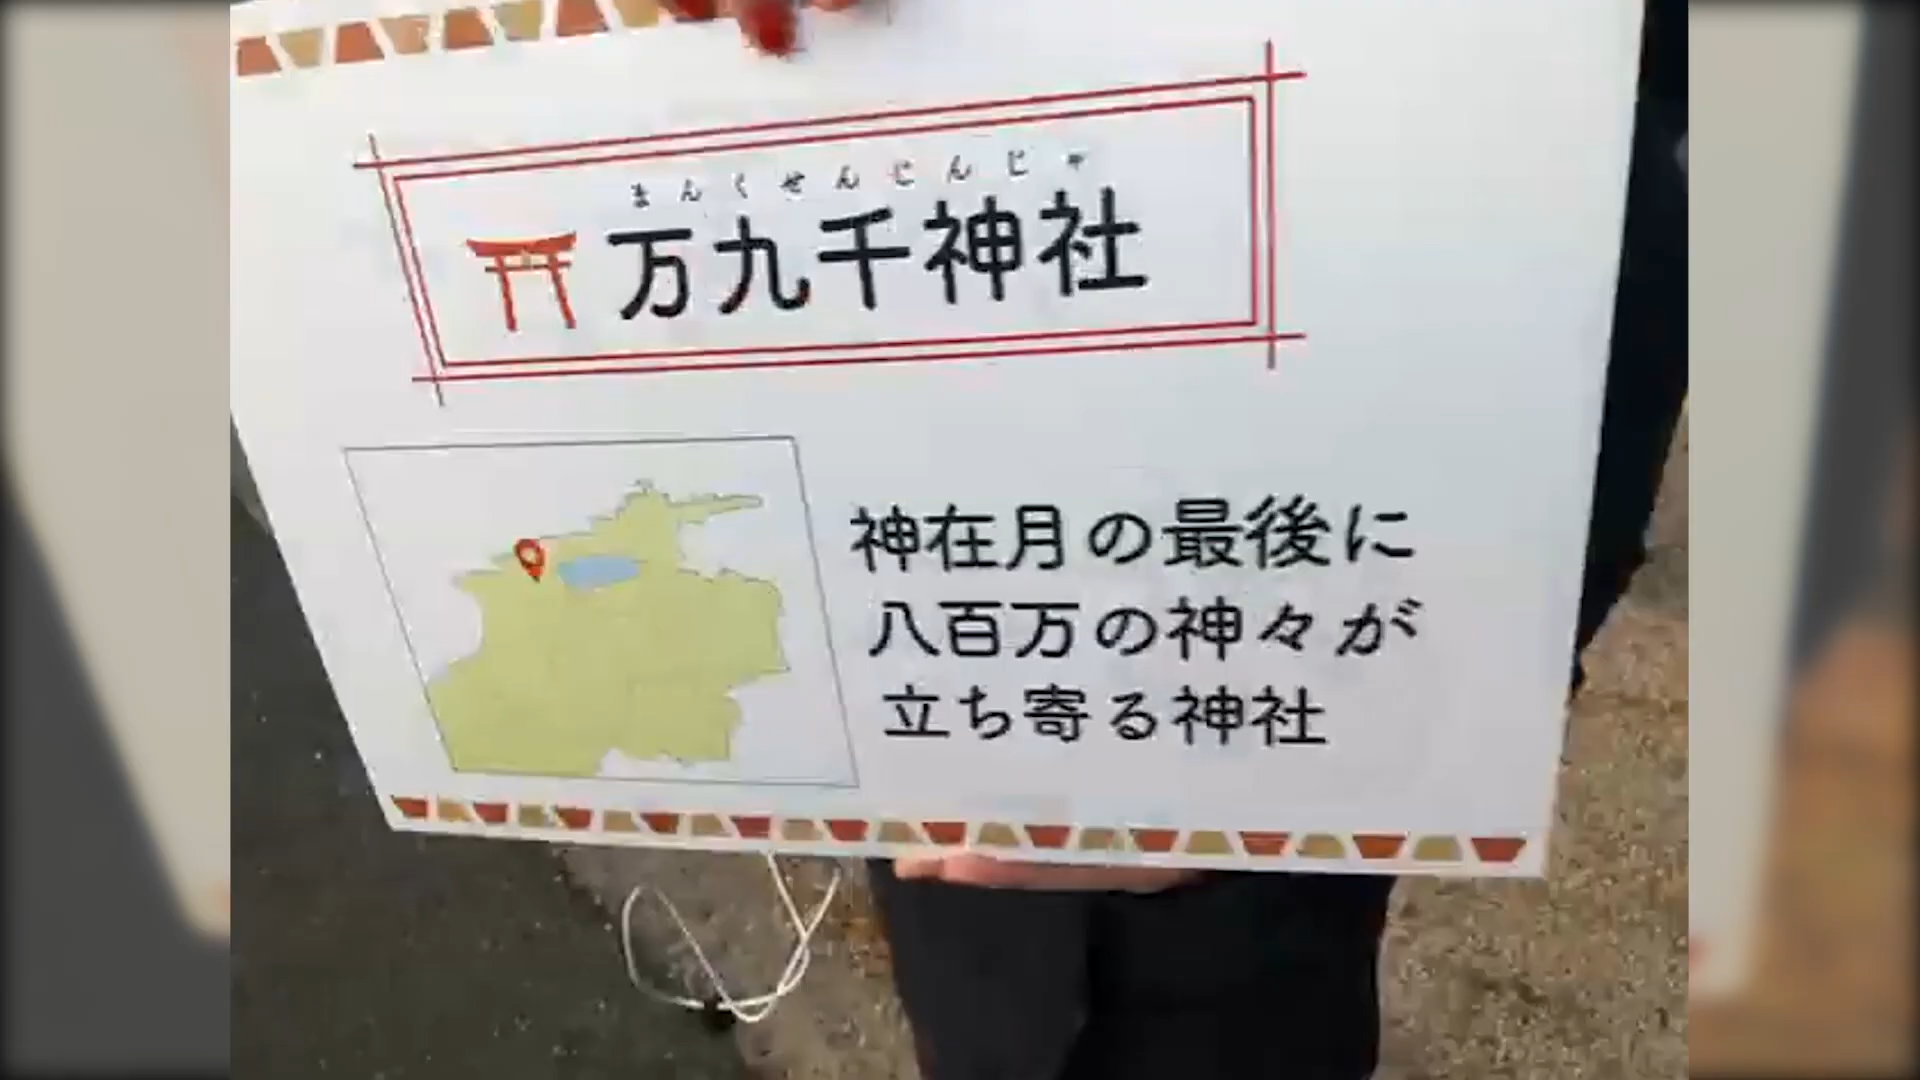 まんくせんじんじゃ
万九千神社
神在月の最後に
八百万の神々が
立ち寄る神社